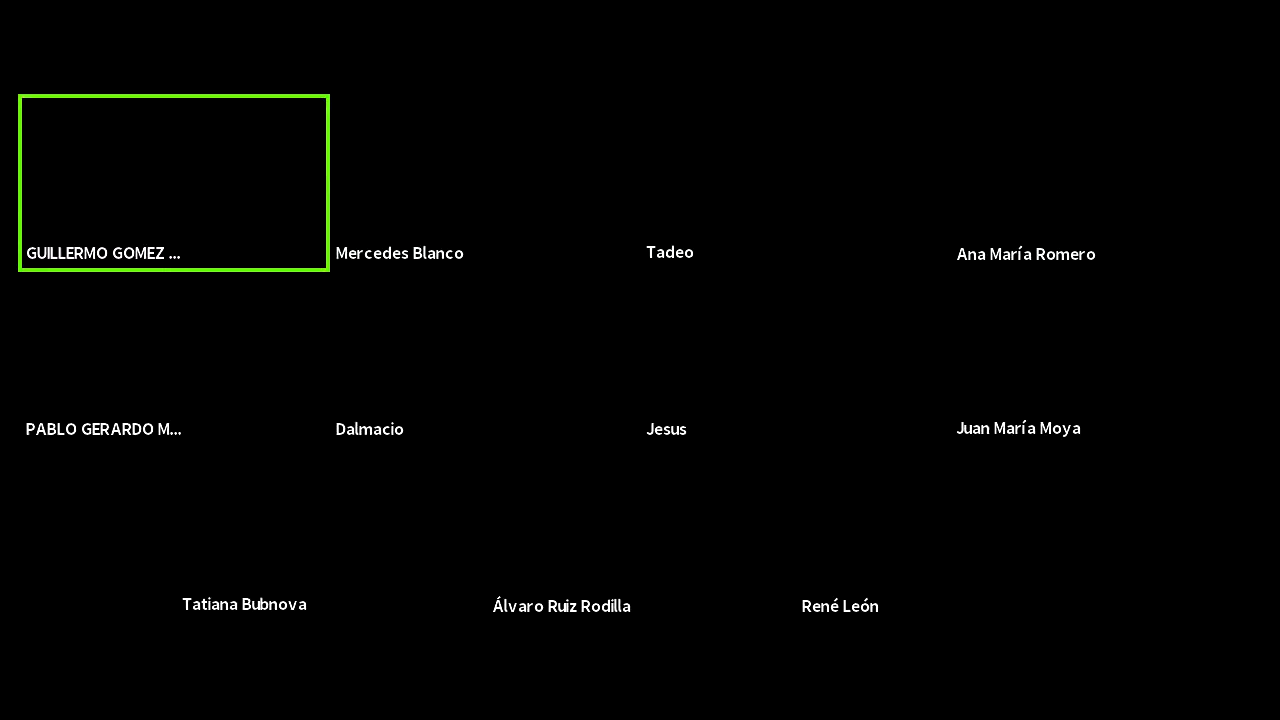 GUILLERMO GOMEZ ...
Mercedes Blanco
Tadeo
Ana María Romero
PABLO GERARDO M...
Dalmacio
Jesus
Juan María Moya
Tatiana Bubnova
Álvaro Ruiz Rodilla
René León